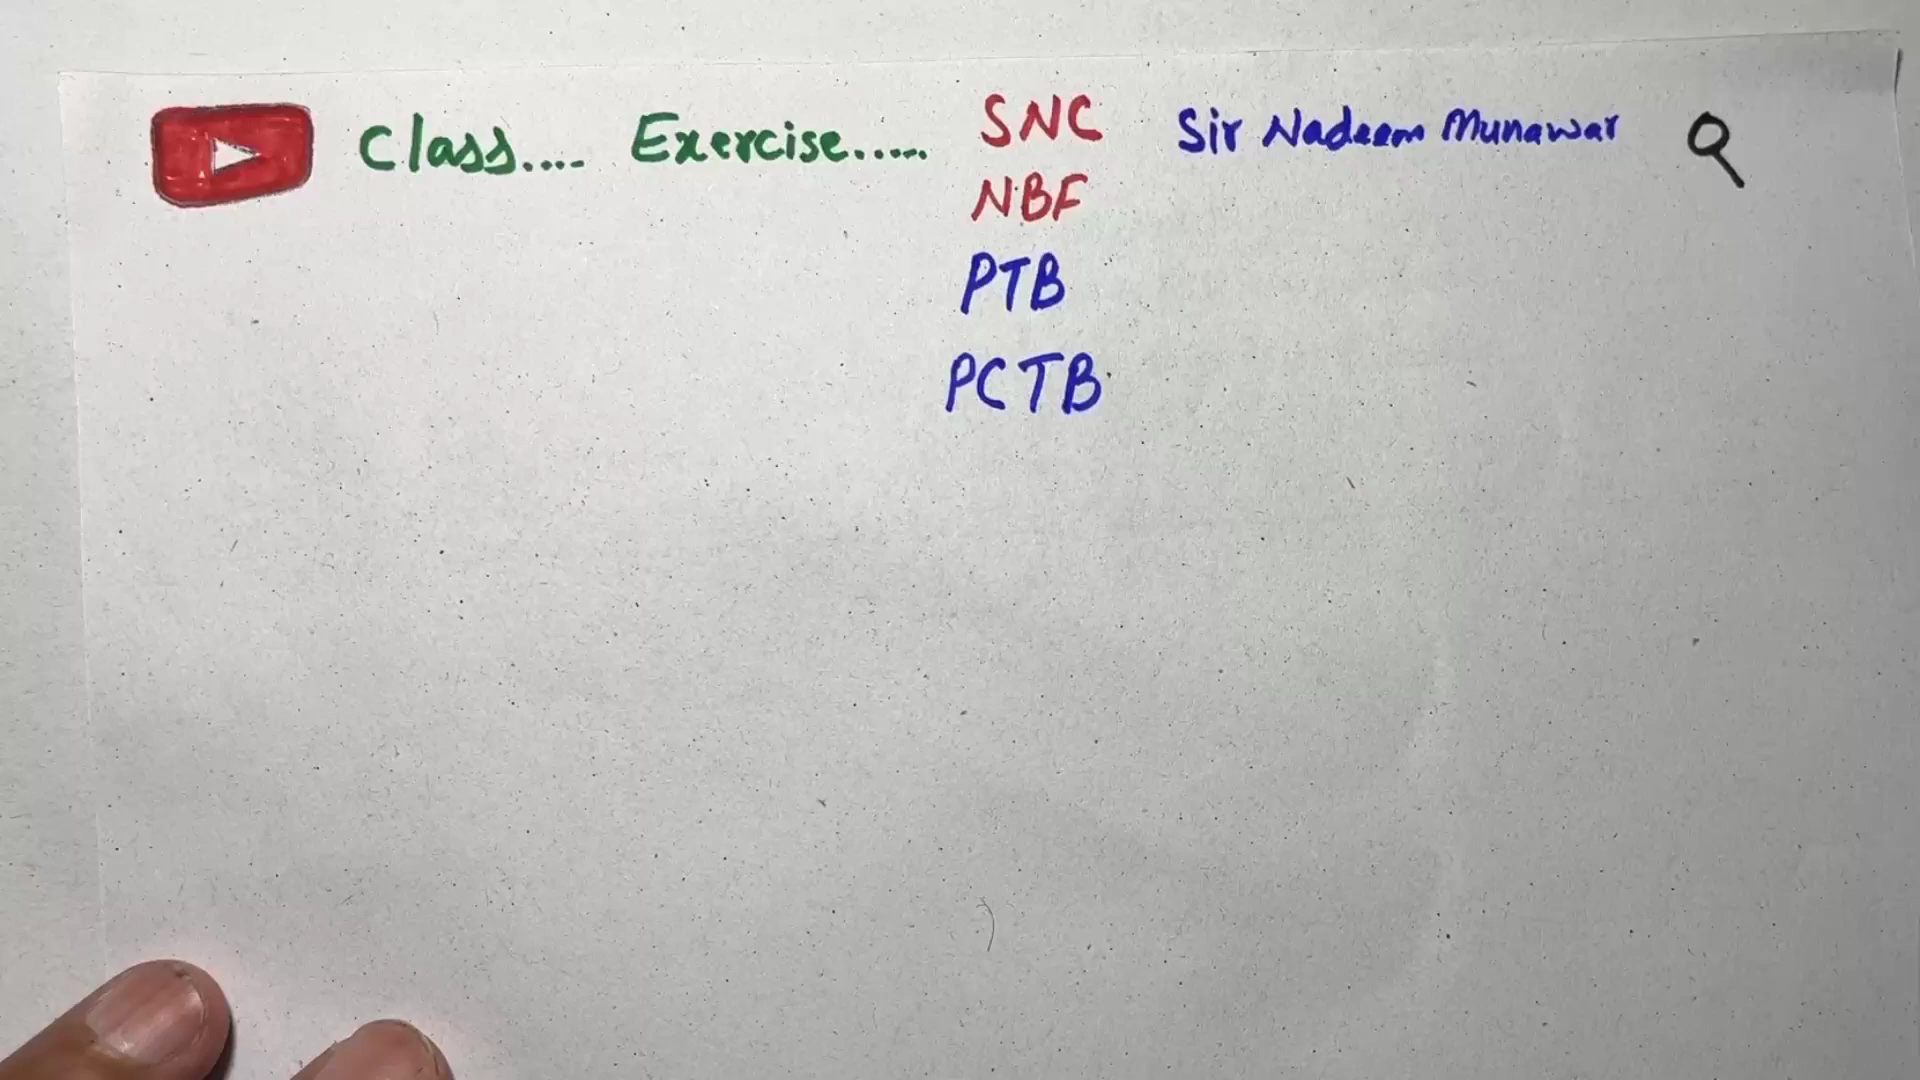 Class.... Exercise..... SNC Sir Nadeem Munawar
NBF
PTB
PCTB